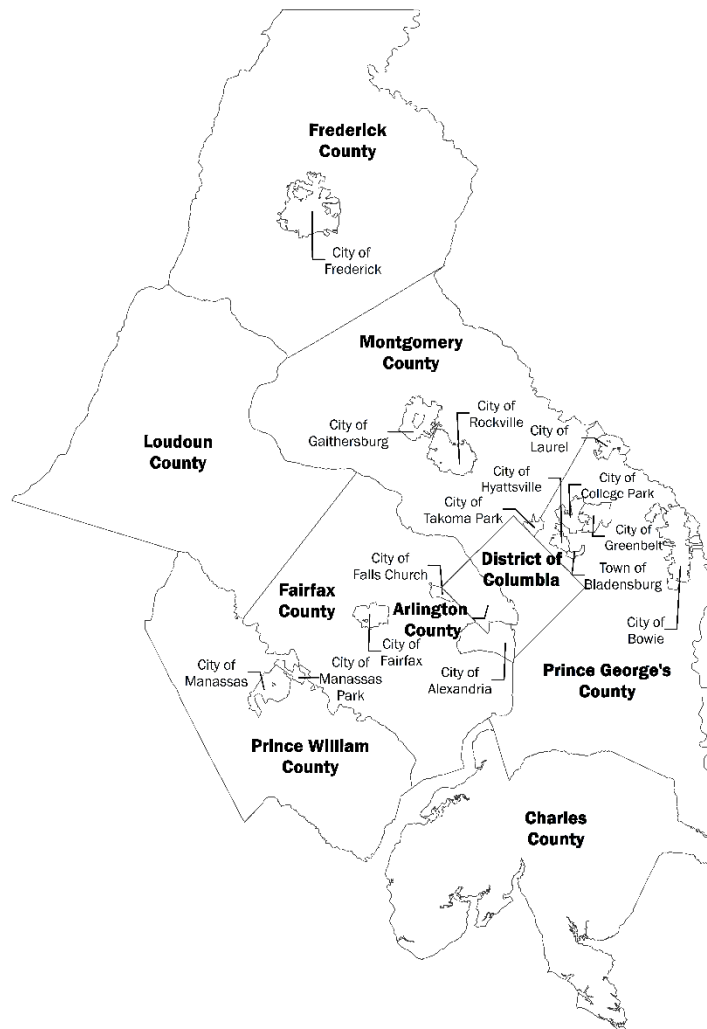 Frederick
County
City of
Frederick
Montgomery
County
City of
Gaithersburg
City of
Rockville
City of
Laurel
Loudoun
County
City of
Hyattsville
City of
College Park
City of
Takoma Park
City of
Greenbelt
City of
Falls Church
District of
Columbia
Town of
Bladensburg
Fairfax
County
Arlington
County
City of
Bowie
City of
Fairfax
City of
Manassas
City of
Manassas
Park
City of
Alexandria
Prince George's
County
Prince William
County
Charles
County